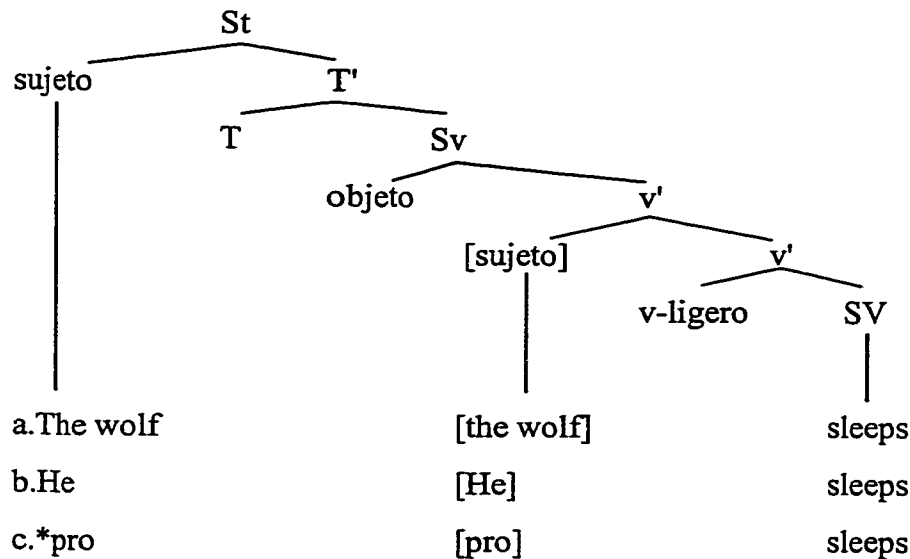 St
sujeto T'
T Sv
objeto v'
[sujeto] v'
v-ligero SV
a.The wolf [the wolf] sleeps
b.He [He] sleeps
c.*pro [pro] sleeps